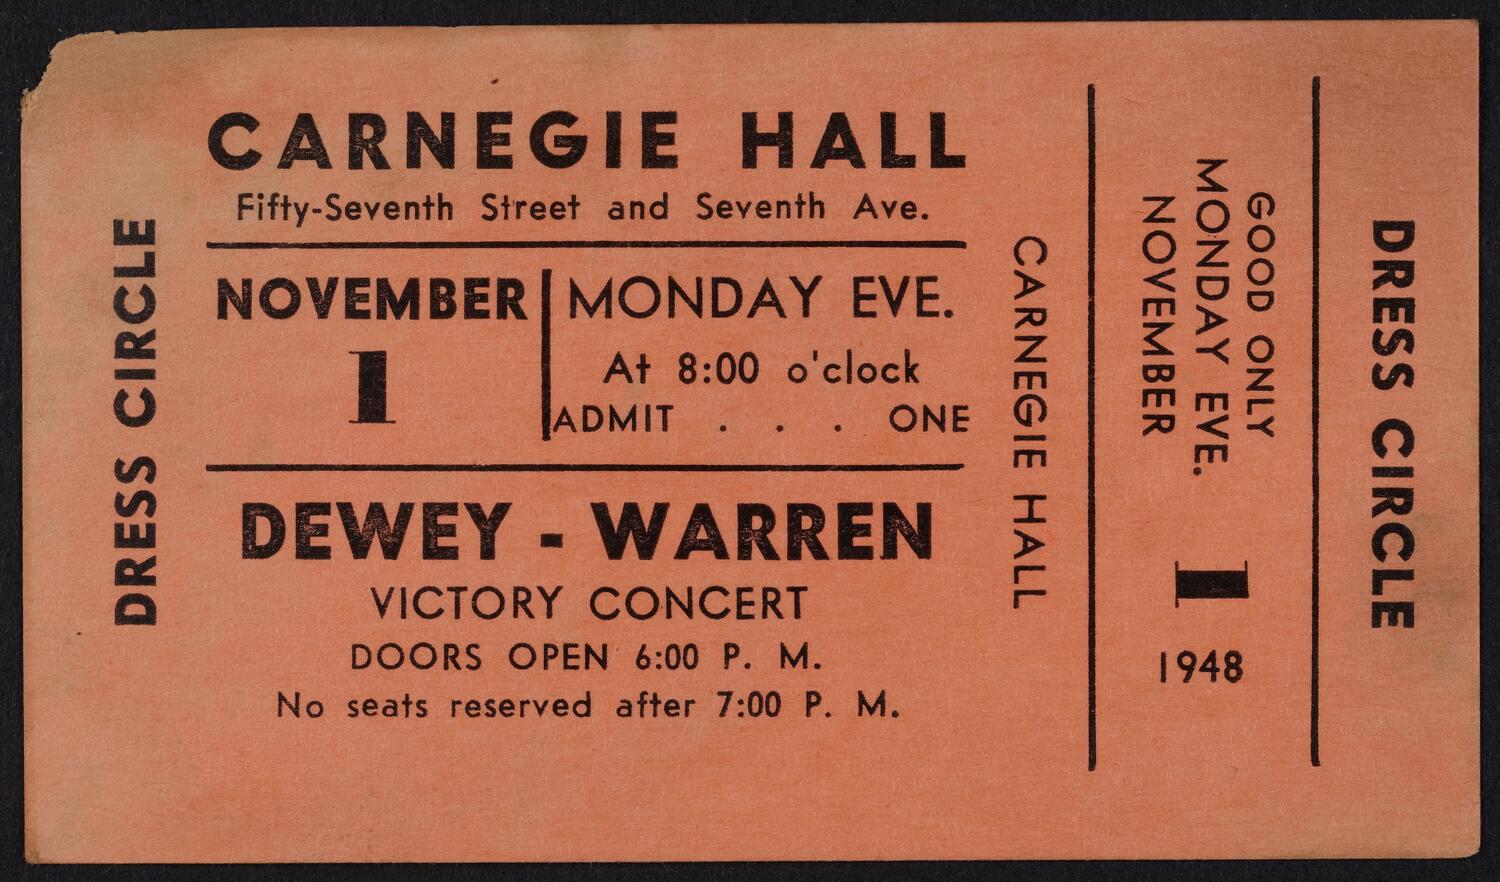 DRESS CIRCLE
CARNEGIE HALL
Fifty-Seventh Street and Seventh Ave.
NOVEMBER
1
MONDAY EVE.
At 8:00 o'clock
ADMIT . . . ONE
DEWEY - WARREN
VICTORY CONCERT
DOORS OPEN 6:00 P. M.
No seats reserved after 7:00 P. M.
CARNEGIE HALL
GOOD ONLY
MONDAY EVE.
NOVEMBER
1
1948
DRESS CIRCLE